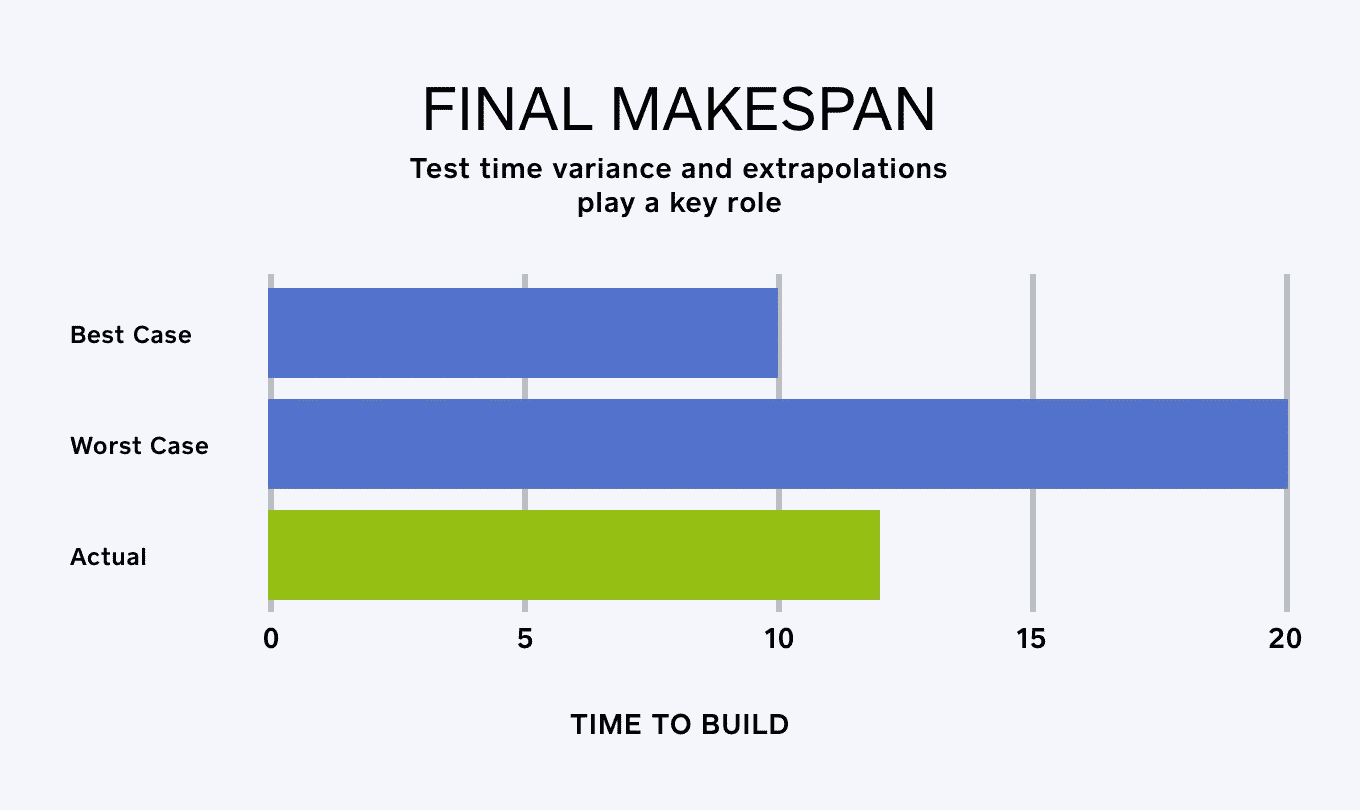 FINAL MAKESPAN
Test time variance and extrapolations
play a key role
Best Case
Worst Case
Actual
0 5 10 15 20
TIME TO BUILD